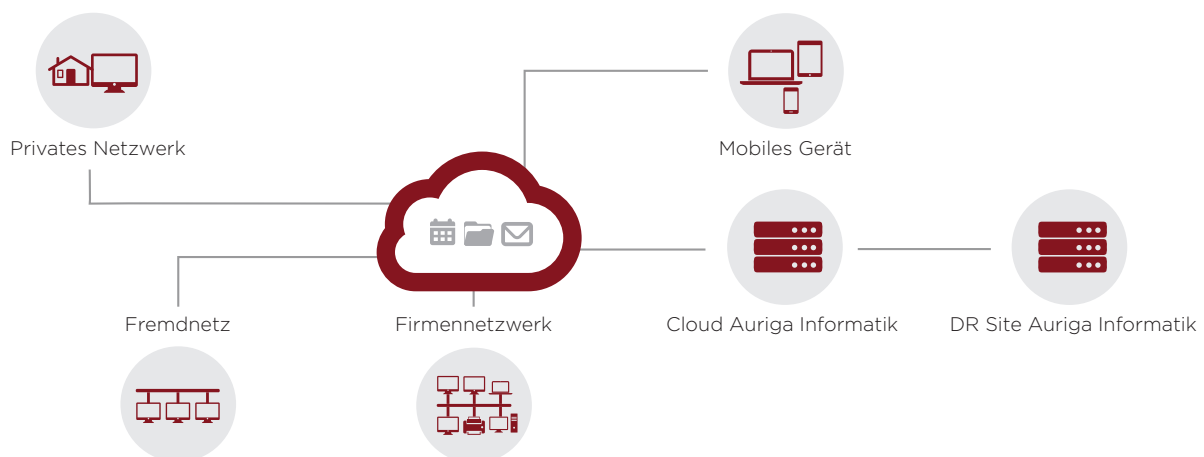 Privates Netzwerk
Mobiles Gerät
Fremdnetz
Firmennetzwerk
Cloud Auriga Informatik
DR Site Auriga Informatik